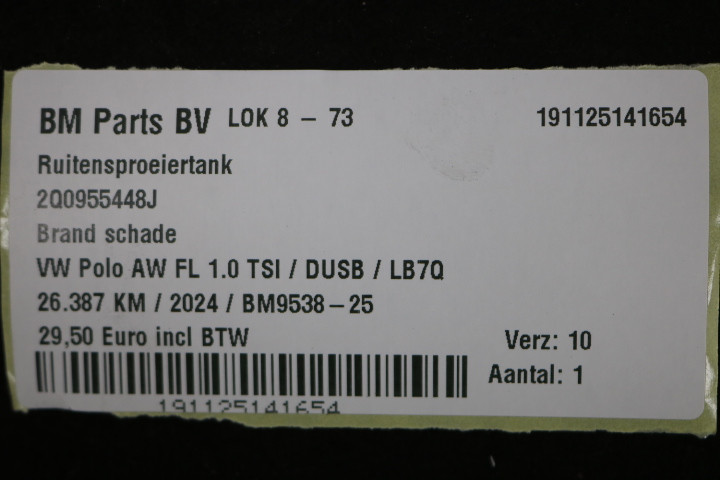 BM Parts BV LOK 8 - 73 191125141654
Ruitensproeiertank
2Q0955448J
Brand schade
VW Polo AW FL 1.0 TSI / DUSB / LB7Q
26.387 KM / 2024 / BM9538-25
29,50 Euro incl BTW Verz: 10
Aantal: 1
191125141654